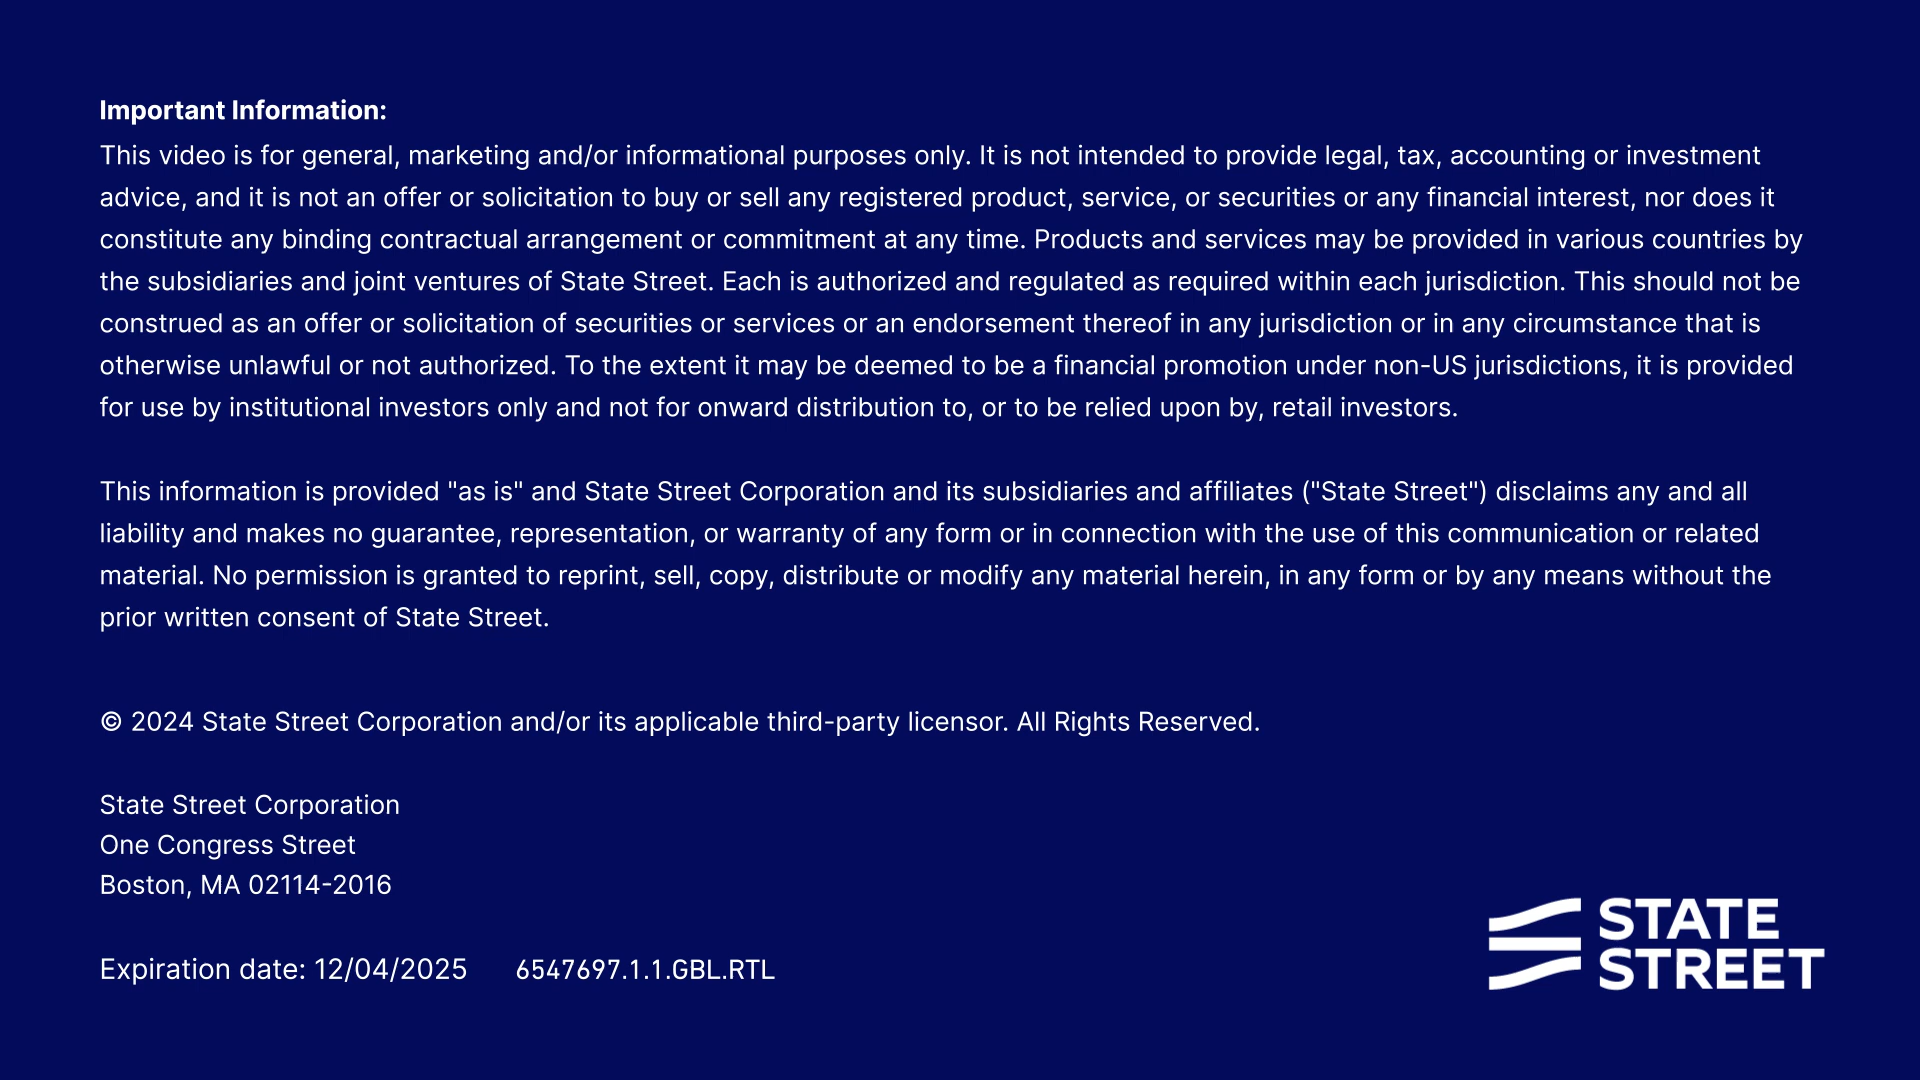 Important Information:
This video is for general, marketing and/or informational purposes only. It is not intended to provide legal, tax, accounting or investment
advice, and it is not an offer or solicitation to buy or sell any registered product, service, or securities or any financial interest, nor does it
constitute any binding contractual arrangement or commitment at any time. Products and services may be provided in various countries by
the subsidiaries and joint ventures of State Street. Each is authorized and regulated as required within each jurisdiction. This should not be
construed as an offer or solicitation of securities or services or an endorsement thereof in any jurisdiction or in any circumstance that is
otherwise unlawful or not authorized. To the extent it may be deemed to be a financial promotion under non-US jurisdictions, it is provided
for use by institutional investors only and not for onward distribution to, or to be relied upon by, retail investors.
This information is provided "as is" and State Street Corporation and its subsidiaries and affiliates ("State Street") disclaims any and all
liability and makes no guarantee, representation, or warranty of any form or in connection with the use of this communication or related
material. No permission is granted to reprint, sell, copy, distribute or modify any material herein, in any form or by any means without the
prior written consent of State Street.
© 2024 State Street Corporation and/or its applicable third-party licensor. All Rights Reserved.
State Street Corporation
One Congress Street
Boston, MA 02114-2016
Expiration date: 12/04/2025 6547697.1.1.GBL.RTL
STATE
STREET